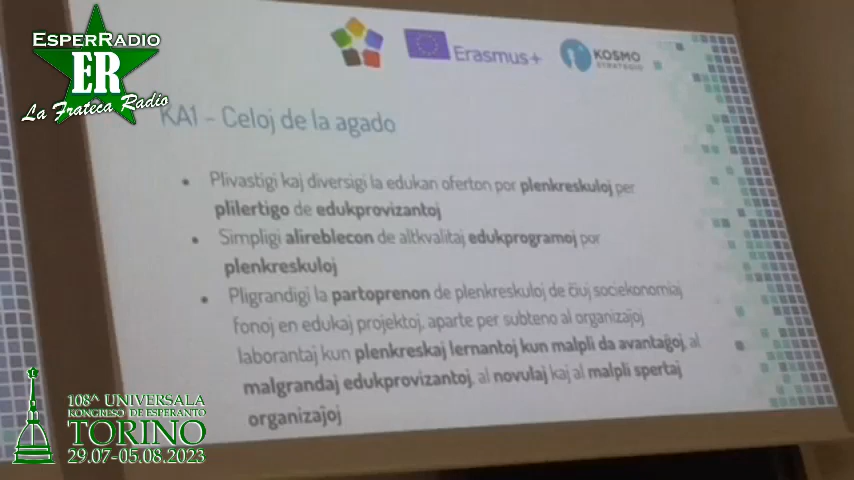 EsperRadio
ER
La Frateca Radio
Erasmus+
KOSMO
STRATEGIO
KA1 – Celoj de la agado
• Plivastigi kaj diversigi la edukan oferton por plenkreskuloj per
plilertigo de edukprovizantoj
• Simpligi alireblecon de altkvalitaj edukprogramoj por
plenkreskuloj
• Pligrandigi la partoprenon de plenkreskuloj de ĉiuj sociekonomiaj
fonoj en edukaj projektoj, aparte per subteno al organizaĵoj
laborantaj kun plenkreskaj lernantoj kun malpli da avantaĝoj, al
malgrandaj edukprovizantoj, al novulaj kaj al malpli spertaj
organizaĵoj
108ᴬ UNIVERSALA
KONGRESO DE ESPERANTO
TORINO
29.07-05.08.2023